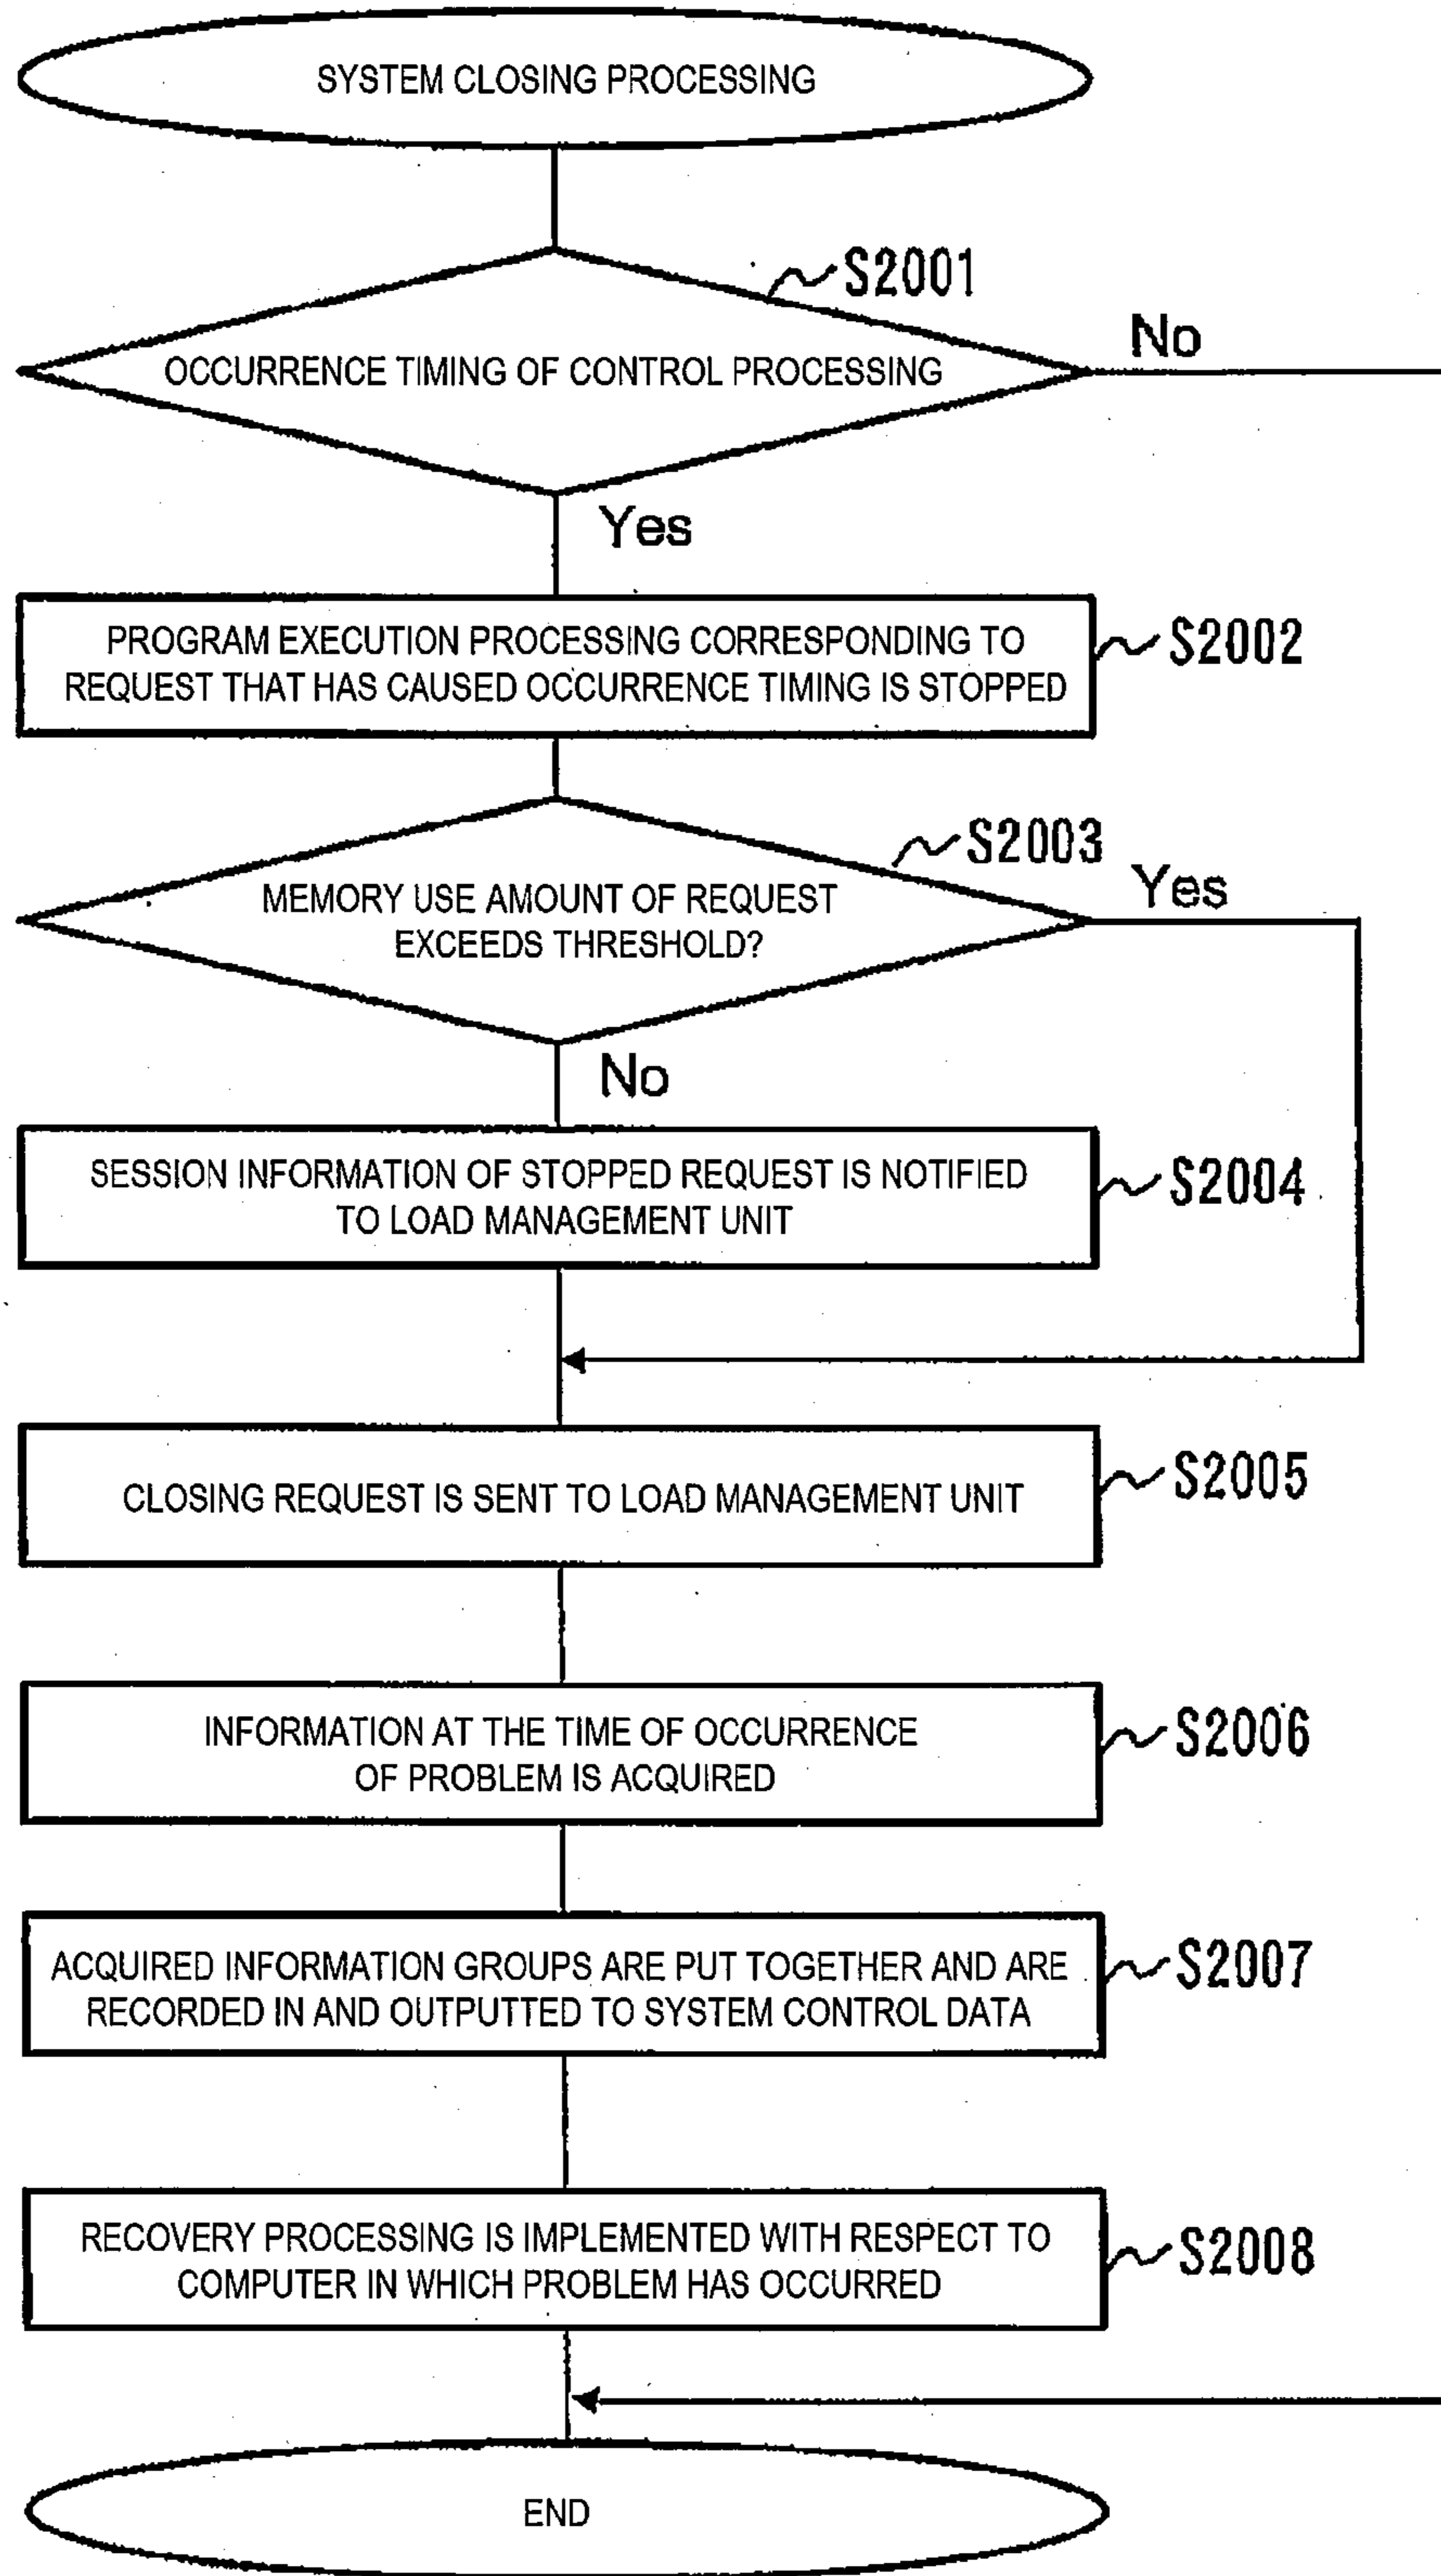 SYSTEM CLOSING PROCESSING
S2001
No
OCCURRENCE TIMING OF CONTROL PROCESSING
Yes
PROGRAM EXECUTION PROCESSING CORRESPONDING TO
REQUEST THAT HAS CAUSED OCCURRENCE TIMING IS STOPPED
S2002
S2003
Yes
MEMORY USE AMOUNT OF REQUEST
EXCEEDS THRESHOLD?
No
SESSION INFORMATION OF STOPPED REQUEST IS NOTIFIED
TO LOAD MANAGEMENT UNIT
S2004
CLOSING REQUEST IS SENT TO LOAD MANAGEMENT UNIT
S2005
INFORMATION AT THE TIME OF OCCURRENCE
OF PROBLEM IS ACQUIRED
S2006
ACQUIRED INFORMATION GROUPS ARE PUT TOGETHER AND ARE
RECORDED IN AND OUTPUTTED TO SYSTEM CONTROL DATA
S2007
RECOVERY PROCESSING IS IMPLEMENTED WITH RESPECT TO
COMPUTER IN WHICH PROBLEM HAS OCCURRED
S2008
END